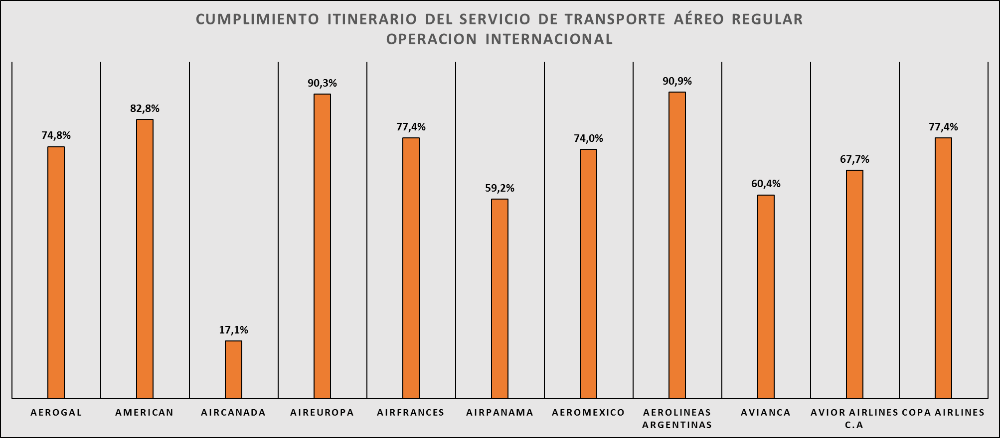 CUMPLIMIENTO ITINERARIO DEL SERVICIO DE TRANSPORTE AÉREO REGULAR
OPERACION INTERNACIONAL
74,8%
82,8%
17,1%
90,3%
77,4%
59,2%
74,0%
90,9%
60,4%
67,7%
77,4%
AEROGAL
AMERICAN
AIRCANADA
AIREUROPA
AIRFRANCES
AIRPANAMA
AEROMEXICO
AEROLINEAS
ARGENTINAS
AVIANCA
AVIOR AIRLINES
C.A
COPA AIRLINES